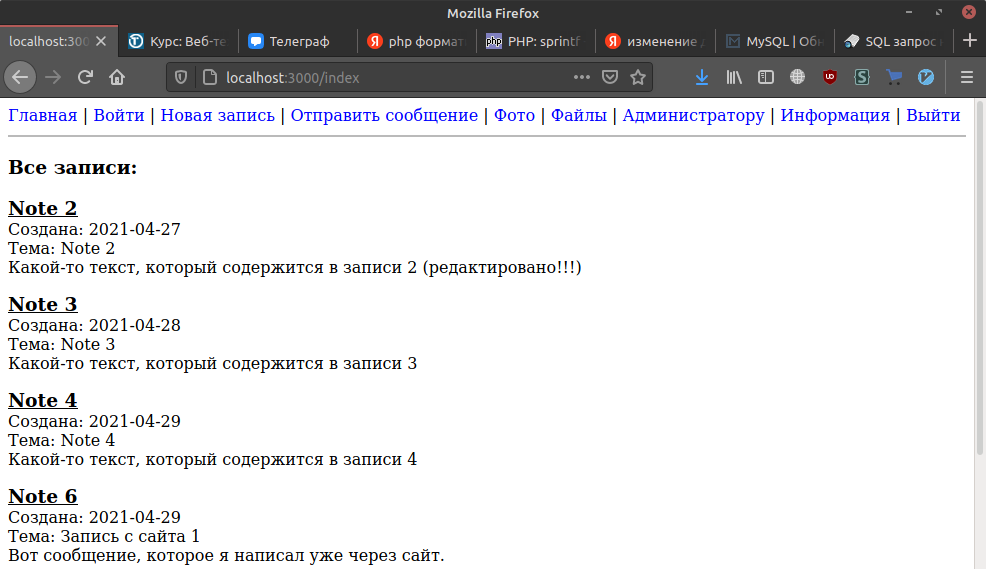 Mozilla Firefox
localhost:300 Курс: Веб-те Телеграф php формат PHP: sprintf изменение д MySQL | Обн SQL запрос
localhost:3000/index
Главная | Войти | Новая запись | Отправить сообщение | Фото | Файлы | Администратору | Информация | Выйти
Все записи:
Note 2
Создана: 2021-04-27
Тема: Note 2
Какой-то текст, который содержится в записи 2 (редактировано!!!)
Note 3
Создана: 2021-04-28
Тема: Note 3
Какой-то текст, который содержится в записи 3
Note 4
Создана: 2021-04-29
Тема: Note 4
Какой-то текст, который содержится в записи 4
Note 6
Создана: 2021-04-29
Тема: Запись с сайта 1
Вот сообщение, которое я написал уже через сайт.